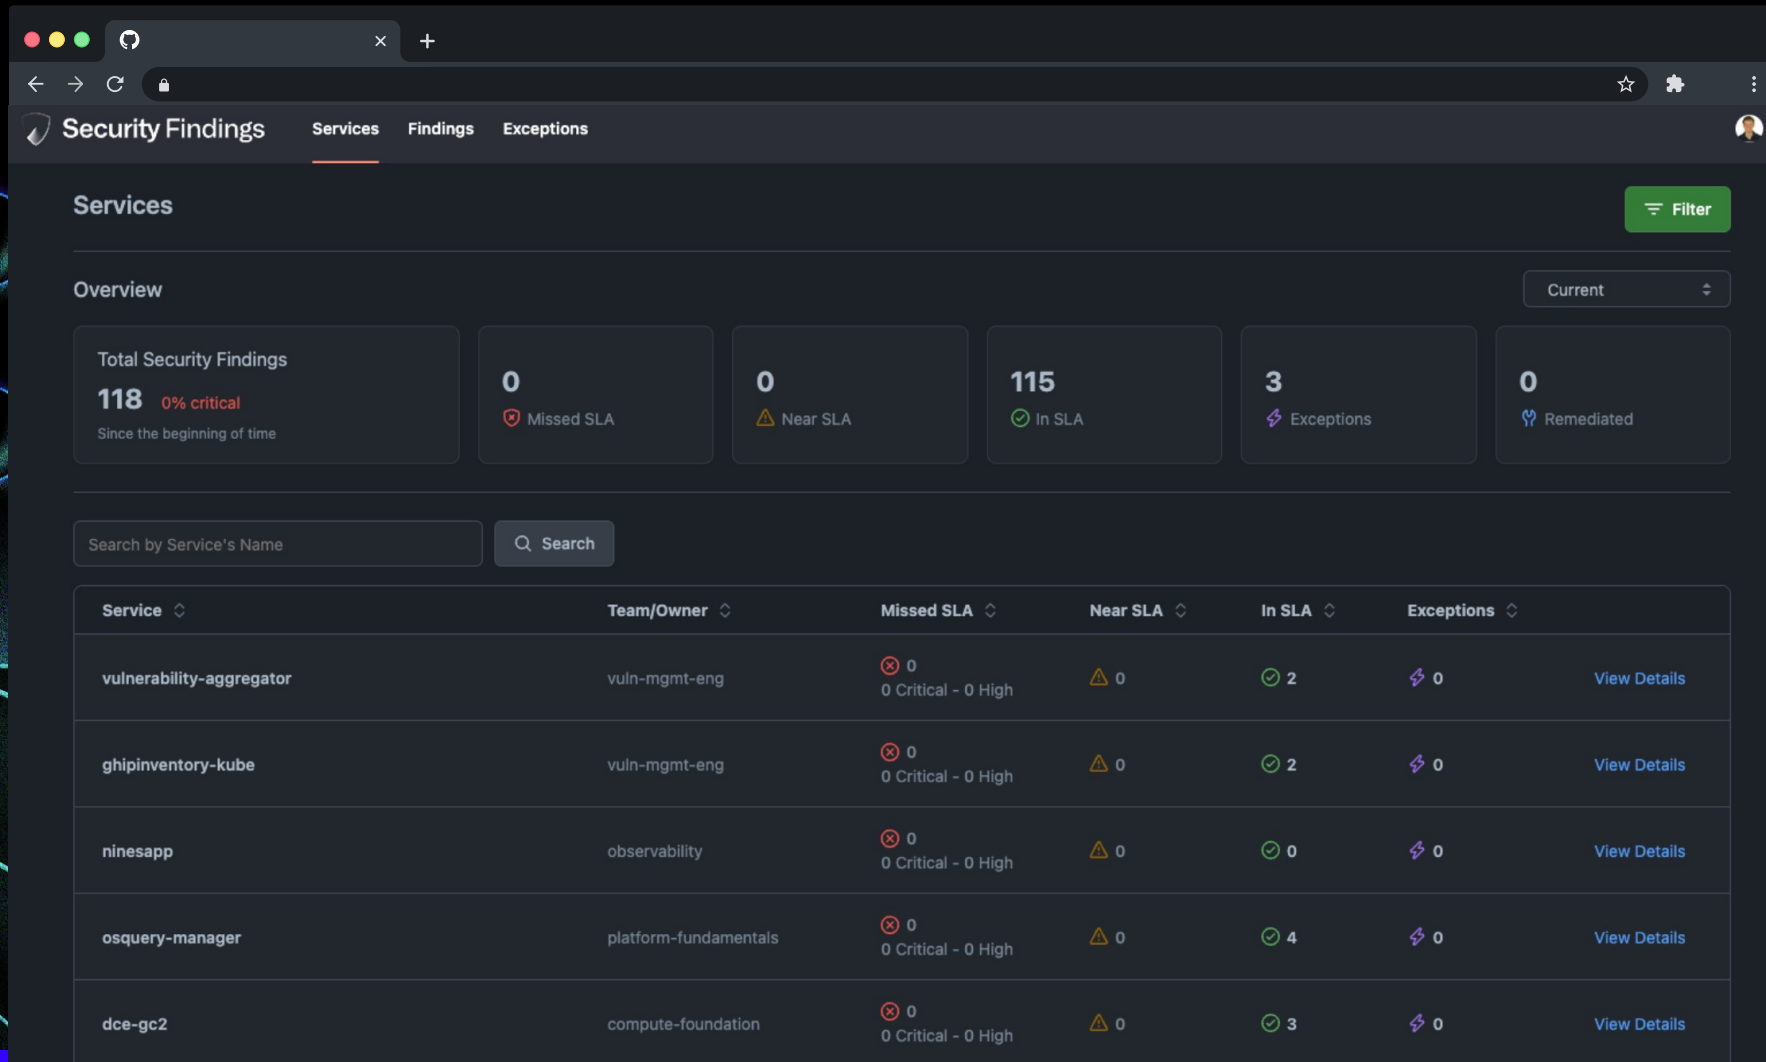 Security Findings
Services Findings Exceptions
Services
Filter
Overview
Current
Total Security Findings
118 0% critical
Since the beginning of time
0
Missed SLA
0
Near SLA
115
In SLA
3
Exceptions
0
Remediated
Search by Service's Name
Search
Service Team/Owner Missed SLA Near SLA In SLA Exceptions
vulnerability-aggregator vuln-mgmt-eng 0 0 2 0 View Details
0 Critical - 0 High
ghipinventory-kube vuln-mgmt-eng 0 0 2 0 View Details
0 Critical - 0 High
ninesapp observability 0 0 0 0 View Details
0 Critical - 0 High
osquery-manager platform-fundamentals 0 0 4 0 View Details
0 Critical - 0 High
dce-gc2 compute-foundation 0 0 3 0 View Details
0 Critical - 0 High